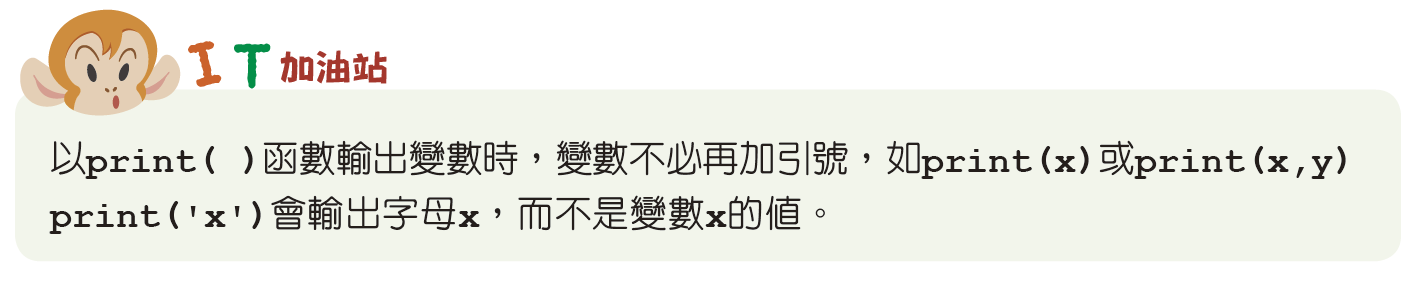 IT加油站
以print( )函數輸出變數時，變數不必再加引號，如print(x)或print(x,y)
print('x')會輸出字母x，而不是變數x的值。